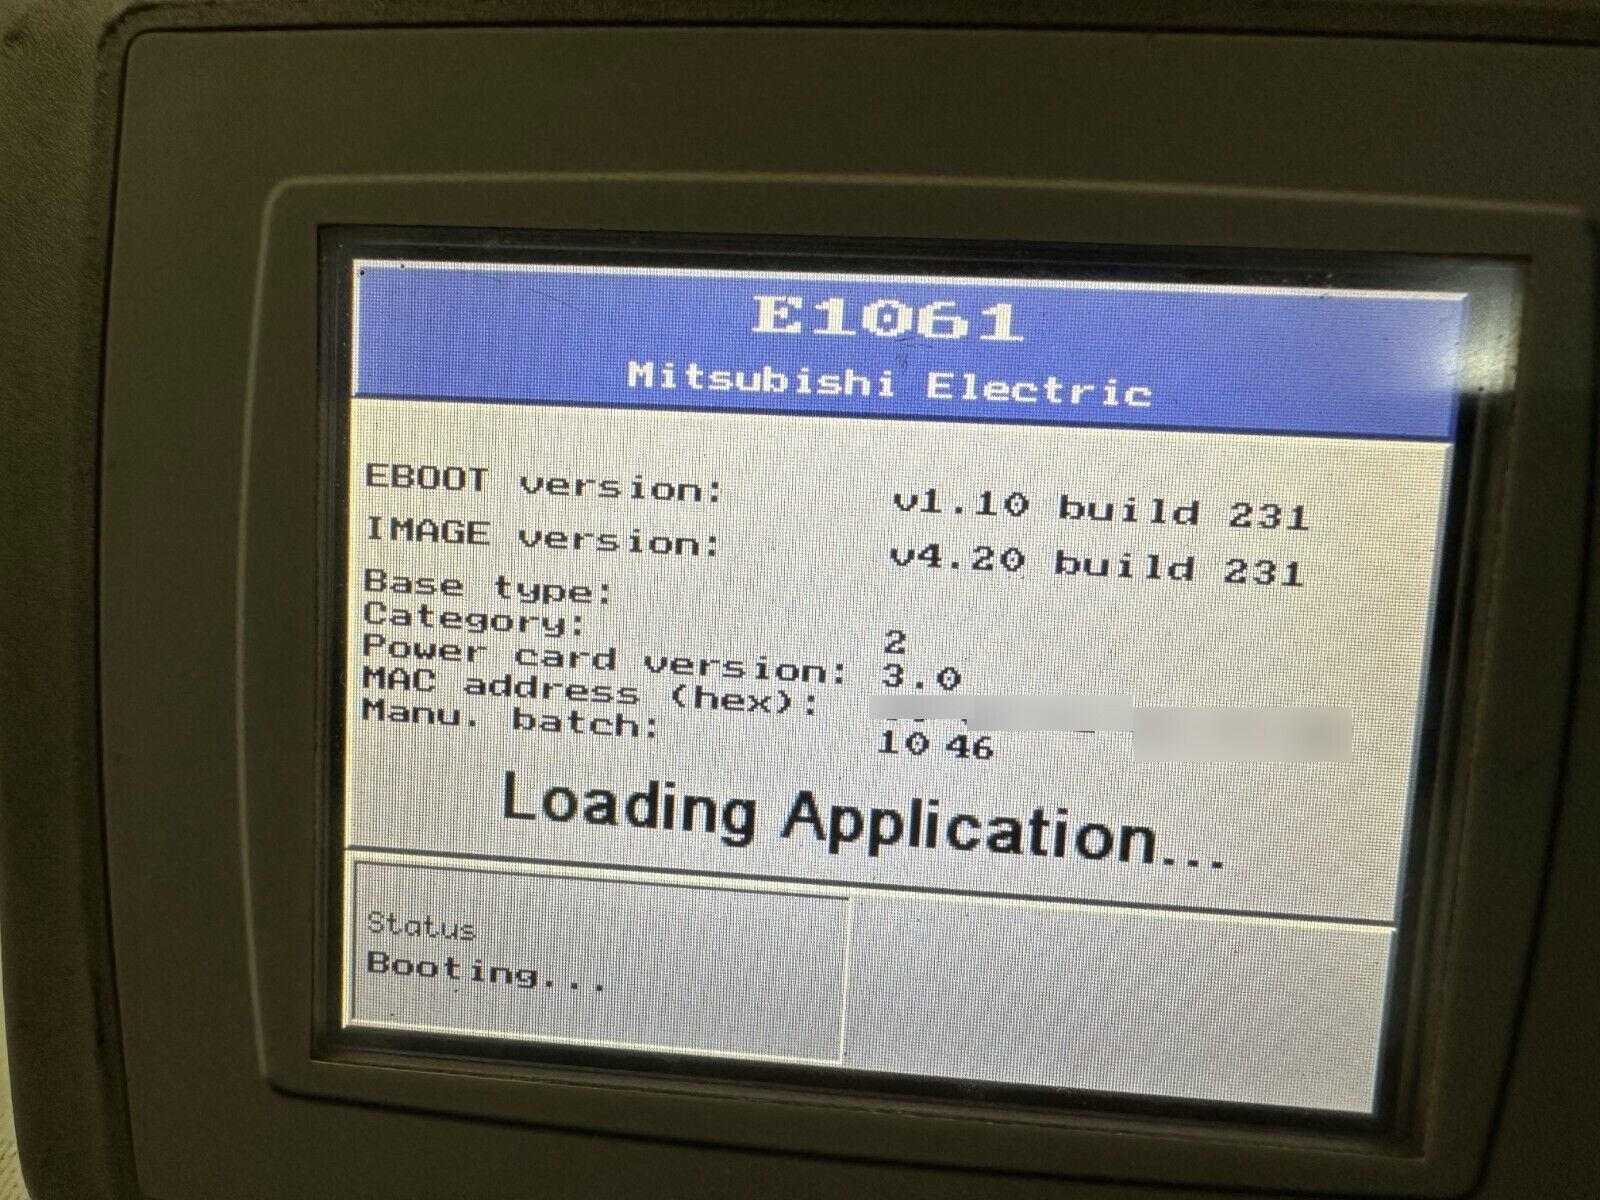 E1061
Mitsubishi Electric
EBOOT version: v1.10 build 231
IMAGE version: v4.20 build 231
Base type:
Category: 2
Power card version: 3.0
MAC address (hex):
Manu. batch: 10 46
Loading Application...
Status
Booting...